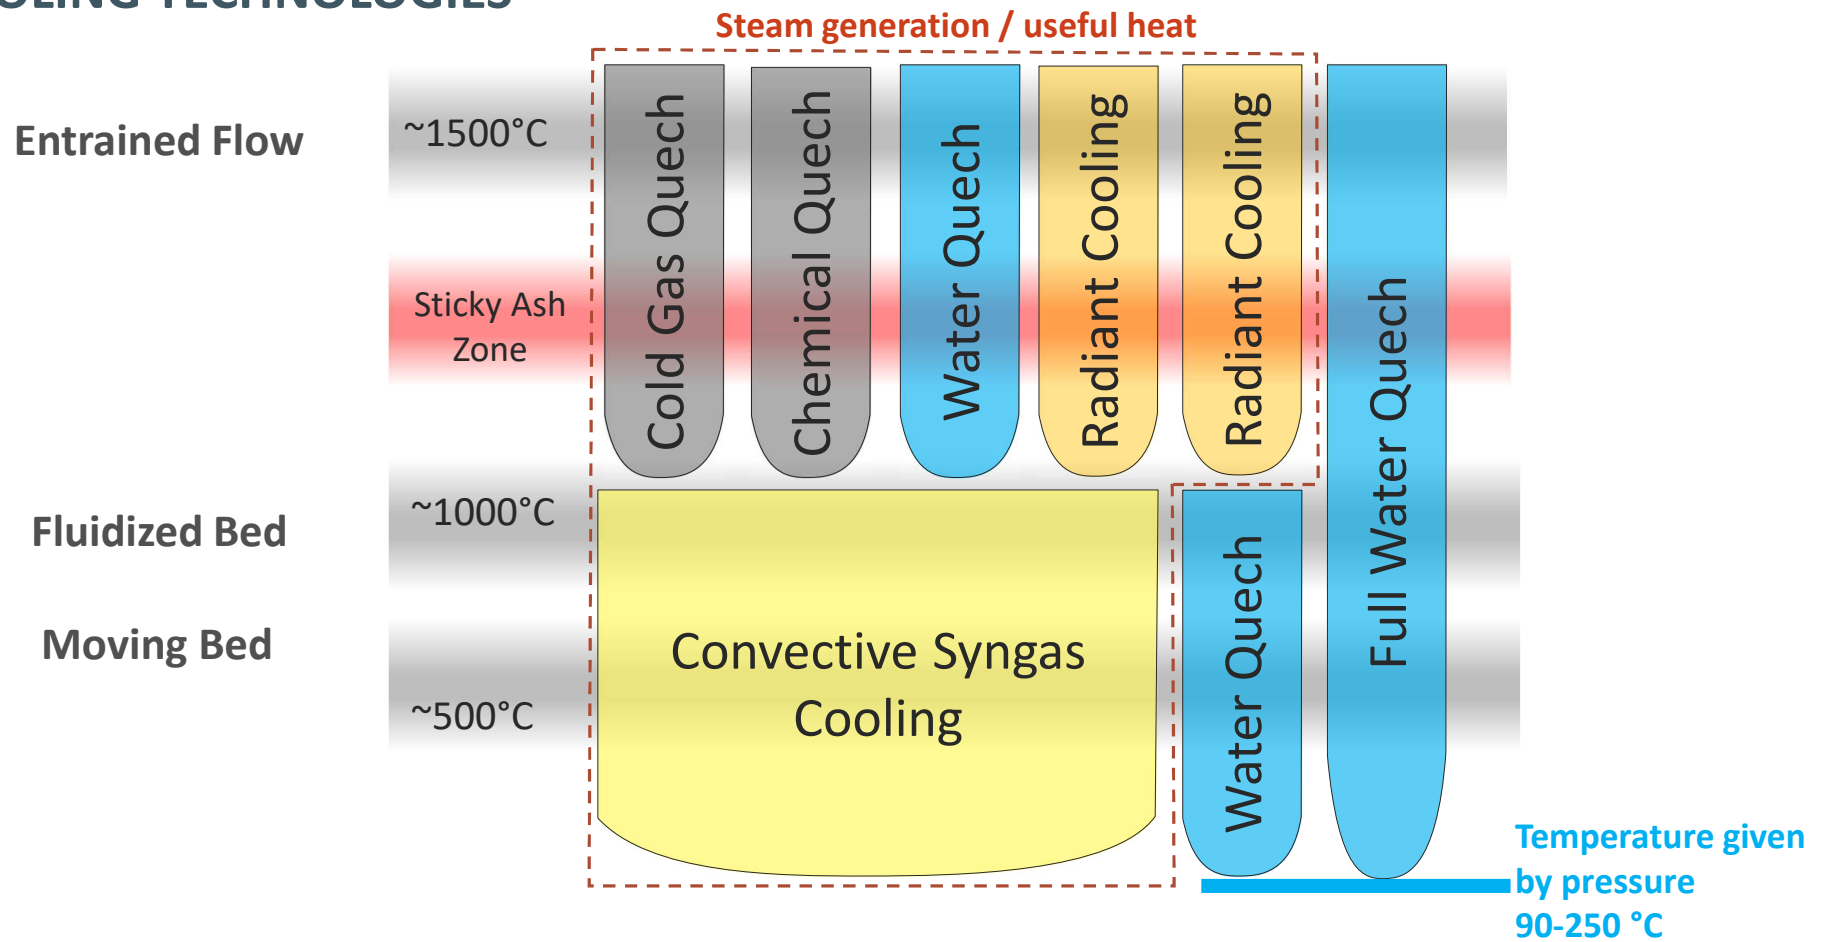 OLING TECHNOLOGIES
Steam generation / useful heat
Entrained Flow
~1500°C
Sticky Ash
Zone
Cold Gas Quech
Chemical Quech
Water Quech
Radiant Cooling
Radiant Cooling
Full Water Quech
Fluidized Bed
~1000°C
Moving Bed
~500°C
Convective Syngas
Cooling
Water Quech
Temperature given
by pressure
90-250 °C